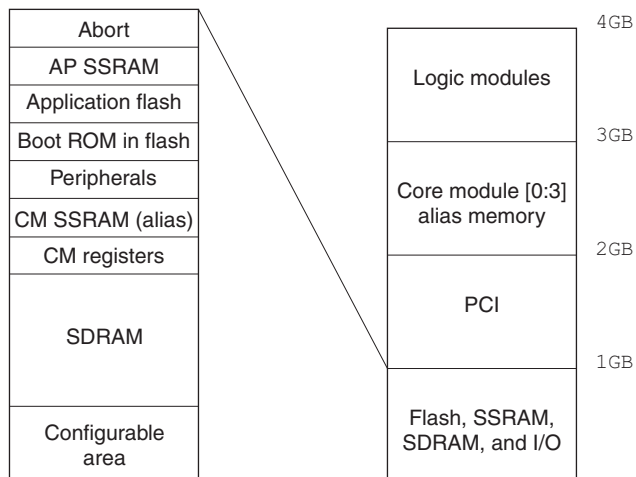 Abort
AP SSRAM
Application flash
Boot ROM in flash
Peripherals
CM SSRAM (alias)
CM registers
SDRAM
Configurable
area
4GB
Logic modules
3GB
Core module [0:3]
alias memory
2GB
PCI
1GB
Flash, SSRAM,
SDRAM, and I/O